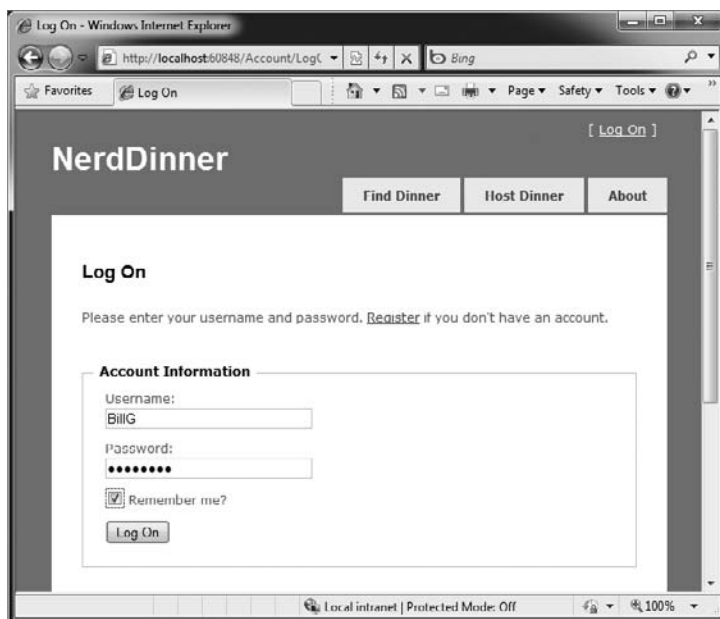 Log On - Windows Internet Explorer
http://localhost:60848/Account/Log
Bing
Favorites
Log On
Page
Safety
Tools
[ Log On ]
NerdDinner
Find Dinner
Host Dinner
About
Log On
Please enter your username and password. Register if you don't have an account.
Account Information
Username:
BillG
Password:
••••••••
Remember me?
Log On
Local intranet | Protected Mode: Off
100%